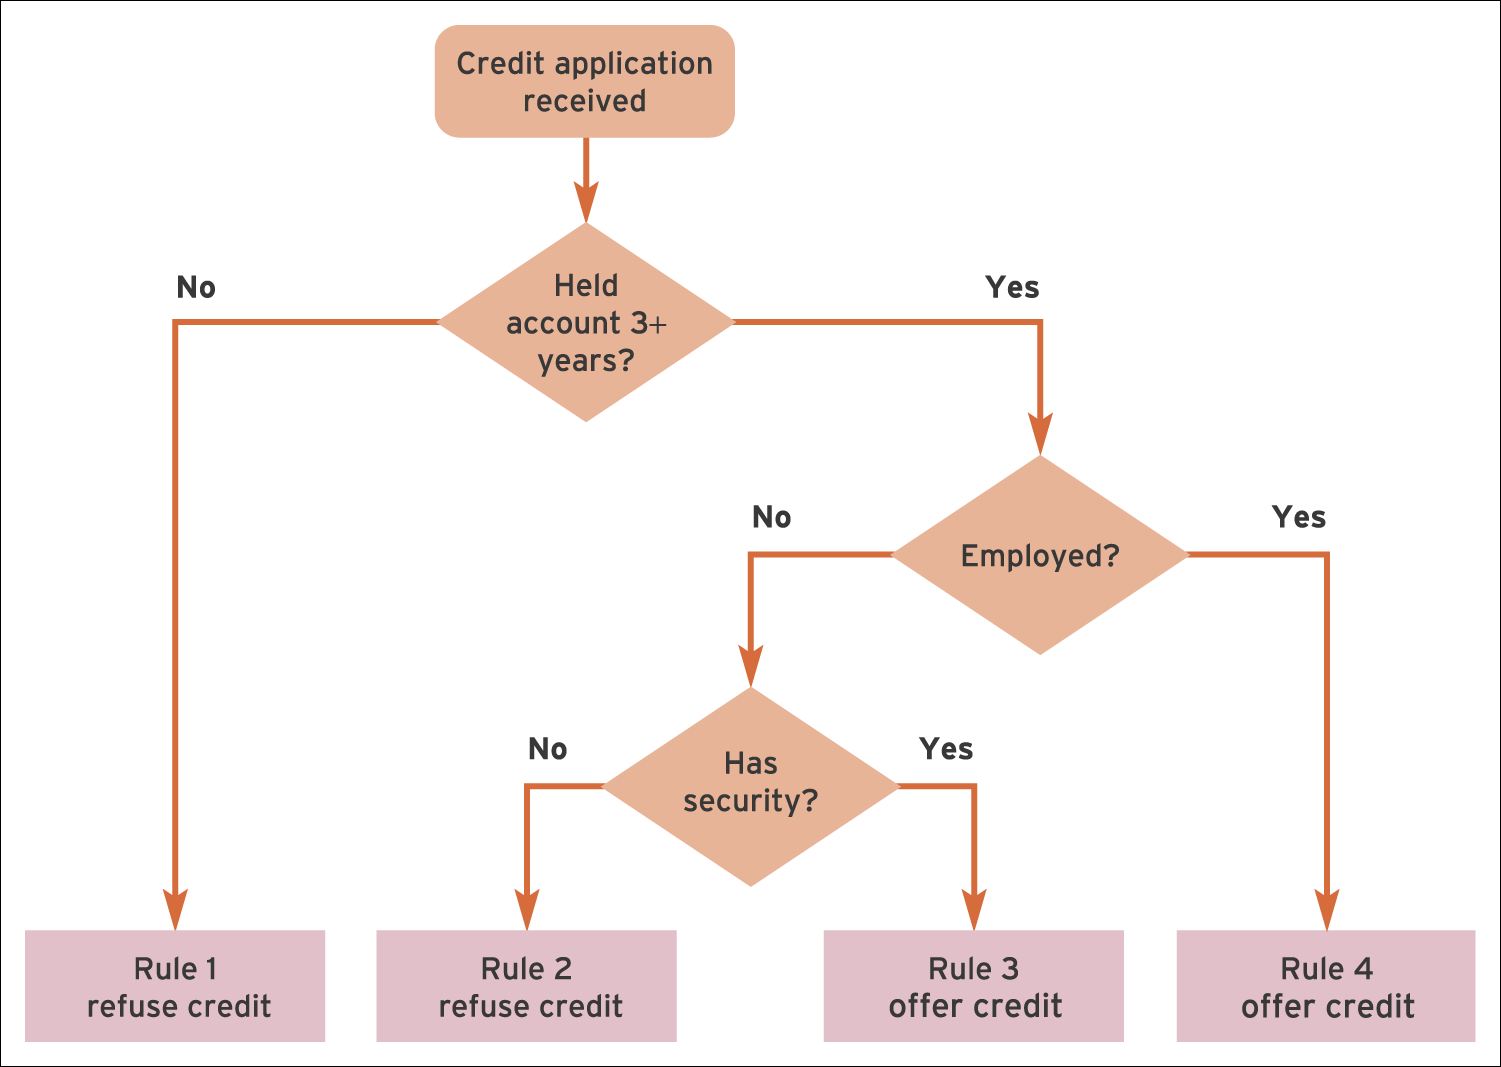 Credit application
received
No
Held
account 3+
years?
Yes
No
Employed?
Yes
No
Has
security?
Yes
Rule 1
refuse credit
Rule 2
refuse credit
Rule 3
offer credit
Rule 4
offer credit